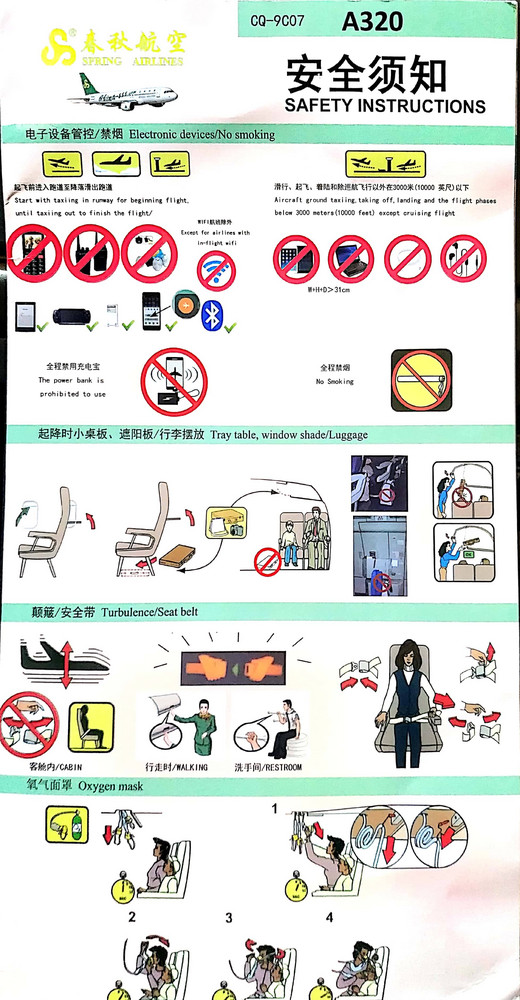 CQ-9C07 A320
春秋航空®
SPRING AIRLINES
安全须知
SAFETY INSTRUCTIONS
电子设备管控/禁烟 Electronic devices/No smoking
起飞前进入跑道至降落滑出跑道
Start with taxiing in runway for beginning flight,
until taxiing out to finish the flight/
WIFI航班除外
Except for airlines with
in-flight wifi
滑行、起飞、着陆和除巡航飞行以外在3000米(10000 英尺)以下
Aircraft ground taxiing,taking off,landing and the flight phases
below 3000 meters(10000 feet) except cruising flight
W+H+D>31cm
全程禁用充电宝
The power bank is
prohibited to use
全程禁烟
No Smoking
起降时小桌板、遮阳板/行李摆放 Tray table, window shade/Luggage
OK
颠簸/安全带 Turbulence/Seat belt
客舱内/CABIN
行走时/WALKING
洗手间/RESTROOM
氧气面罩 Oxygen mask
1
2
3
4